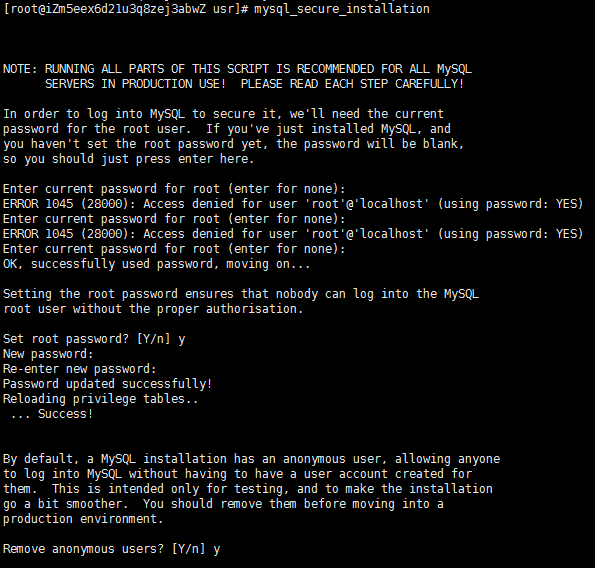 [root@iZm5eex6d21u3q8zej3abwZ usr]# mysql_secure_installation
NOTE: RUNNING ALL PARTS OF THIS SCRIPT IS RECOMMENDED FOR ALL MySQL
SERVERS IN PRODUCTION USE!  PLEASE READ EACH STEP CAREFULLY!
In order to log into MySQL to secure it, we'll need the current
password for the root user.  If you've just installed MySQL, and
you haven't set the root password yet, the password will be blank,
so you should just press enter here.
Enter current password for root (enter for none):
ERROR 1045 (28000): Access denied for user 'root'@'localhost' (using password: YES)
Enter current password for root (enter for none):
ERROR 1045 (28000): Access denied for user 'root'@'localhost' (using password: YES)
Enter current password for root (enter for none):
OK, successfully used password, moving on...
Setting the root password ensures that nobody can log into the MySQL
root user without the proper authorisation.
Set root password? [Y/n] y
New password:
Re-enter new password:
Password updated successfully!
Reloading privilege tables..
... Success!
By default, a MySQL installation has an anonymous user, allowing anyone
to log into MySQL without having to have a user account created for
them.  This is intended only for testing, and to make the installation
go a bit smoother.  You should remove them before moving into a
production environment.
Remove anonymous users? [Y/n] y